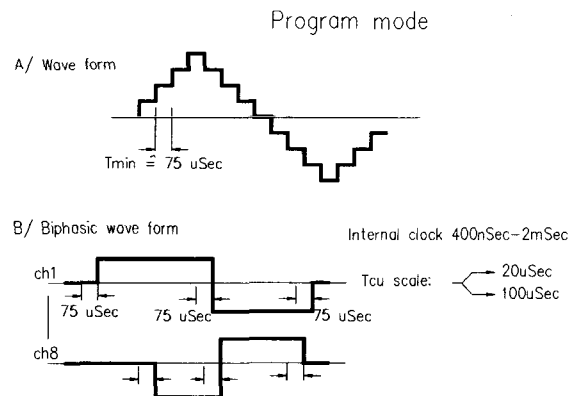 Program mode
A/ Wave form
Tmin = 75 uSec
B/ Biphasic wave form
Internal clock 400nSec-2mSec
ch1
Tcu scale:
20uSec
100uSec
75 uSec
75 uSec
75 uSec
ch8